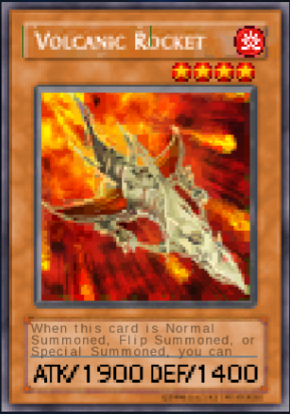 Volcanic Rocket
When this card is Normal
Summoned, Flip Summoned, or
Special Summoned, you can
ATK/1900 DEF/1400